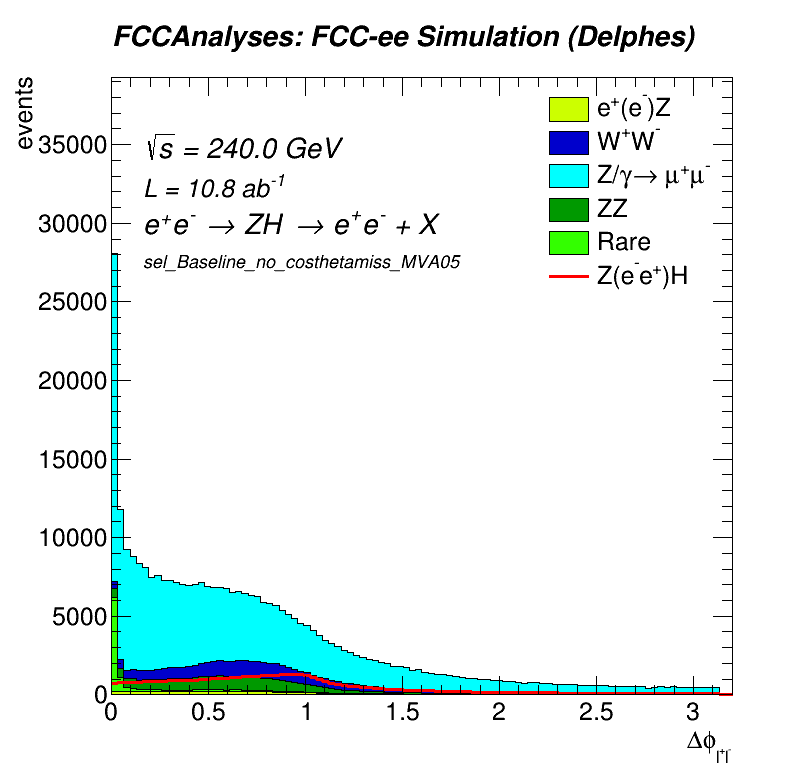 FCCAnalyses: FCC-ee Simulation (Delphes)
events
√s = 240.0 GeV
L = 10.8 ab⁻¹
e⁺e⁻ → ZH → e⁺e⁻ + X
sel_Baseline_no_costhetamiss_MVA05
e⁺(e⁻)Z
W⁺W⁻
Z/γ→ μ⁺μ⁻
ZZ
Rare
Z(e⁻e⁺)H
35000
30000
25000
20000
15000
10000
5000
0
0 0.5 1 1.5 2 2.5 3
Δϕ_l⁺l⁻